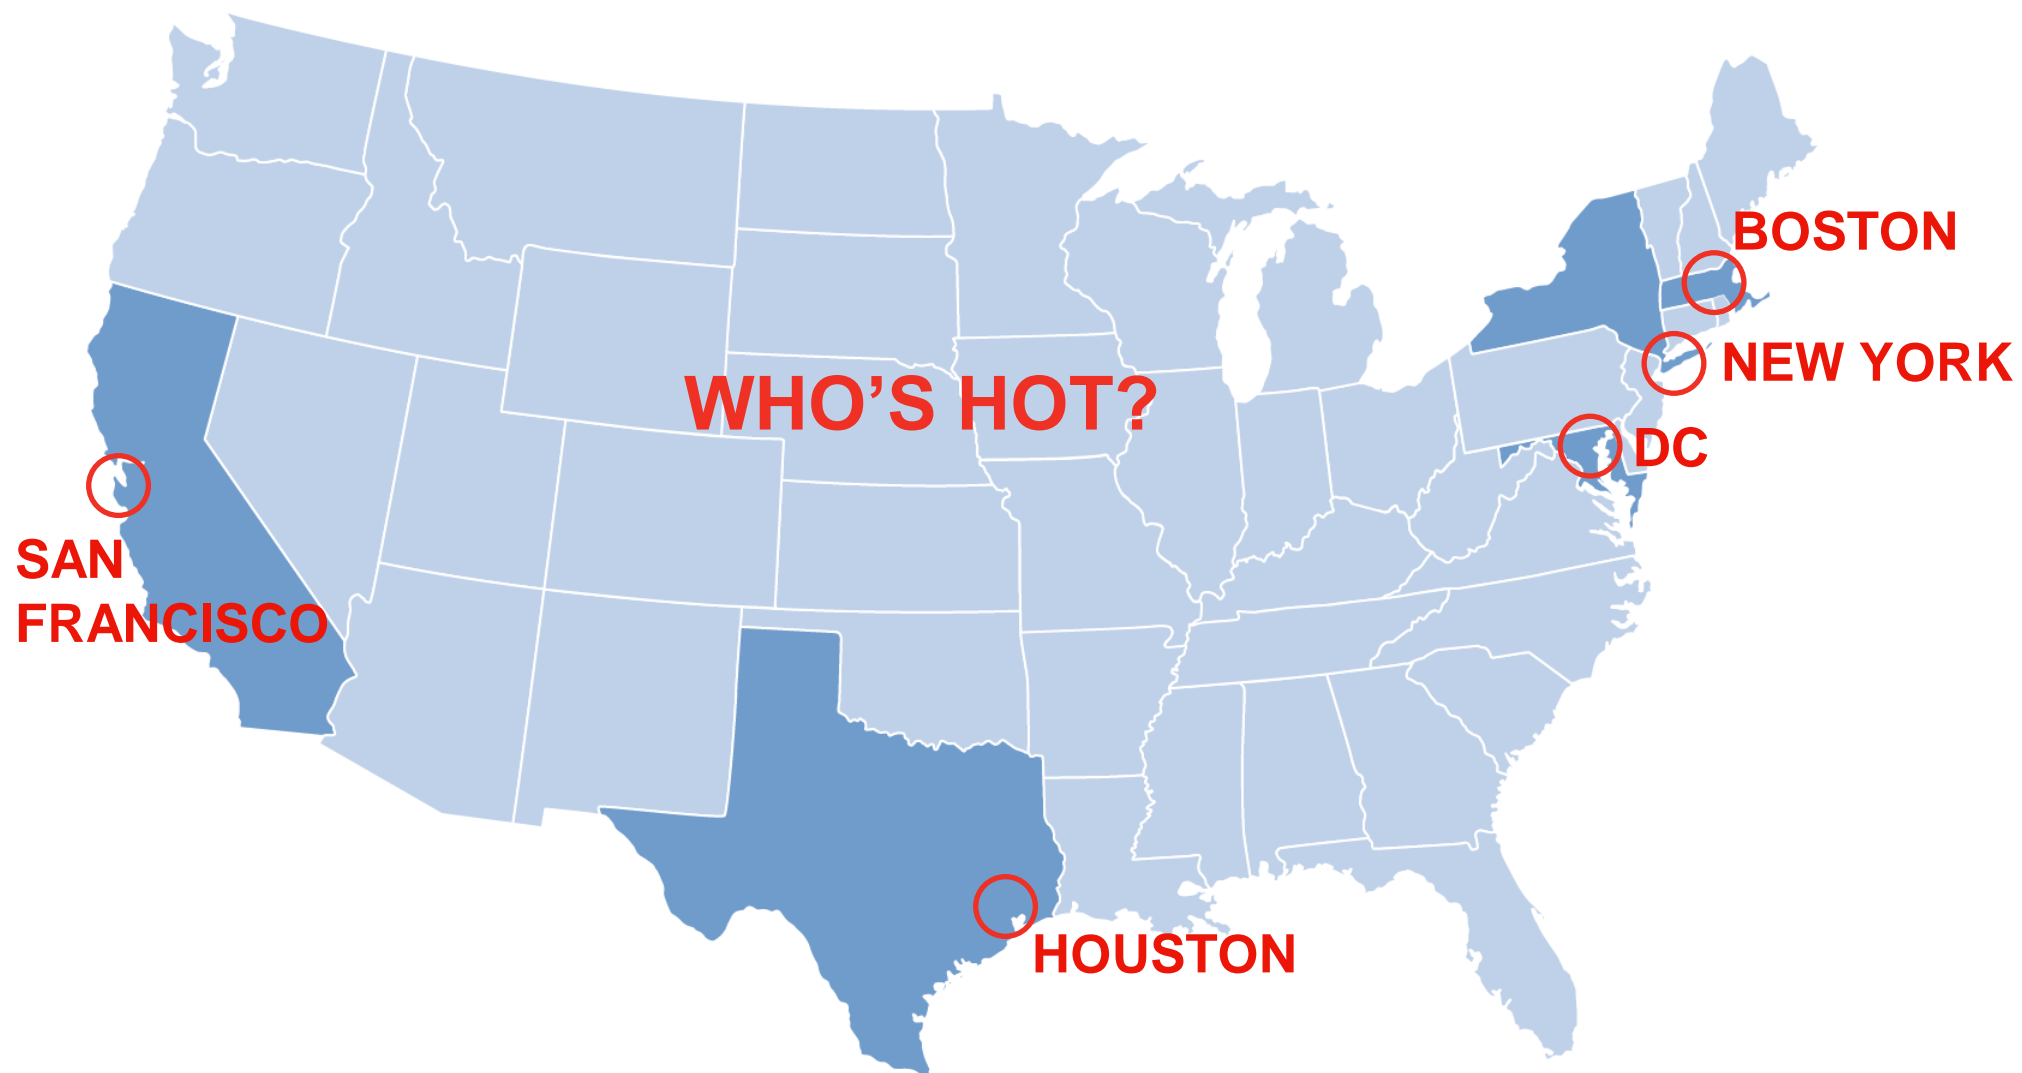 BOSTON
NEW YORK
WHO’S HOT?
DC
SAN
FRANCISCO
HOUSTON